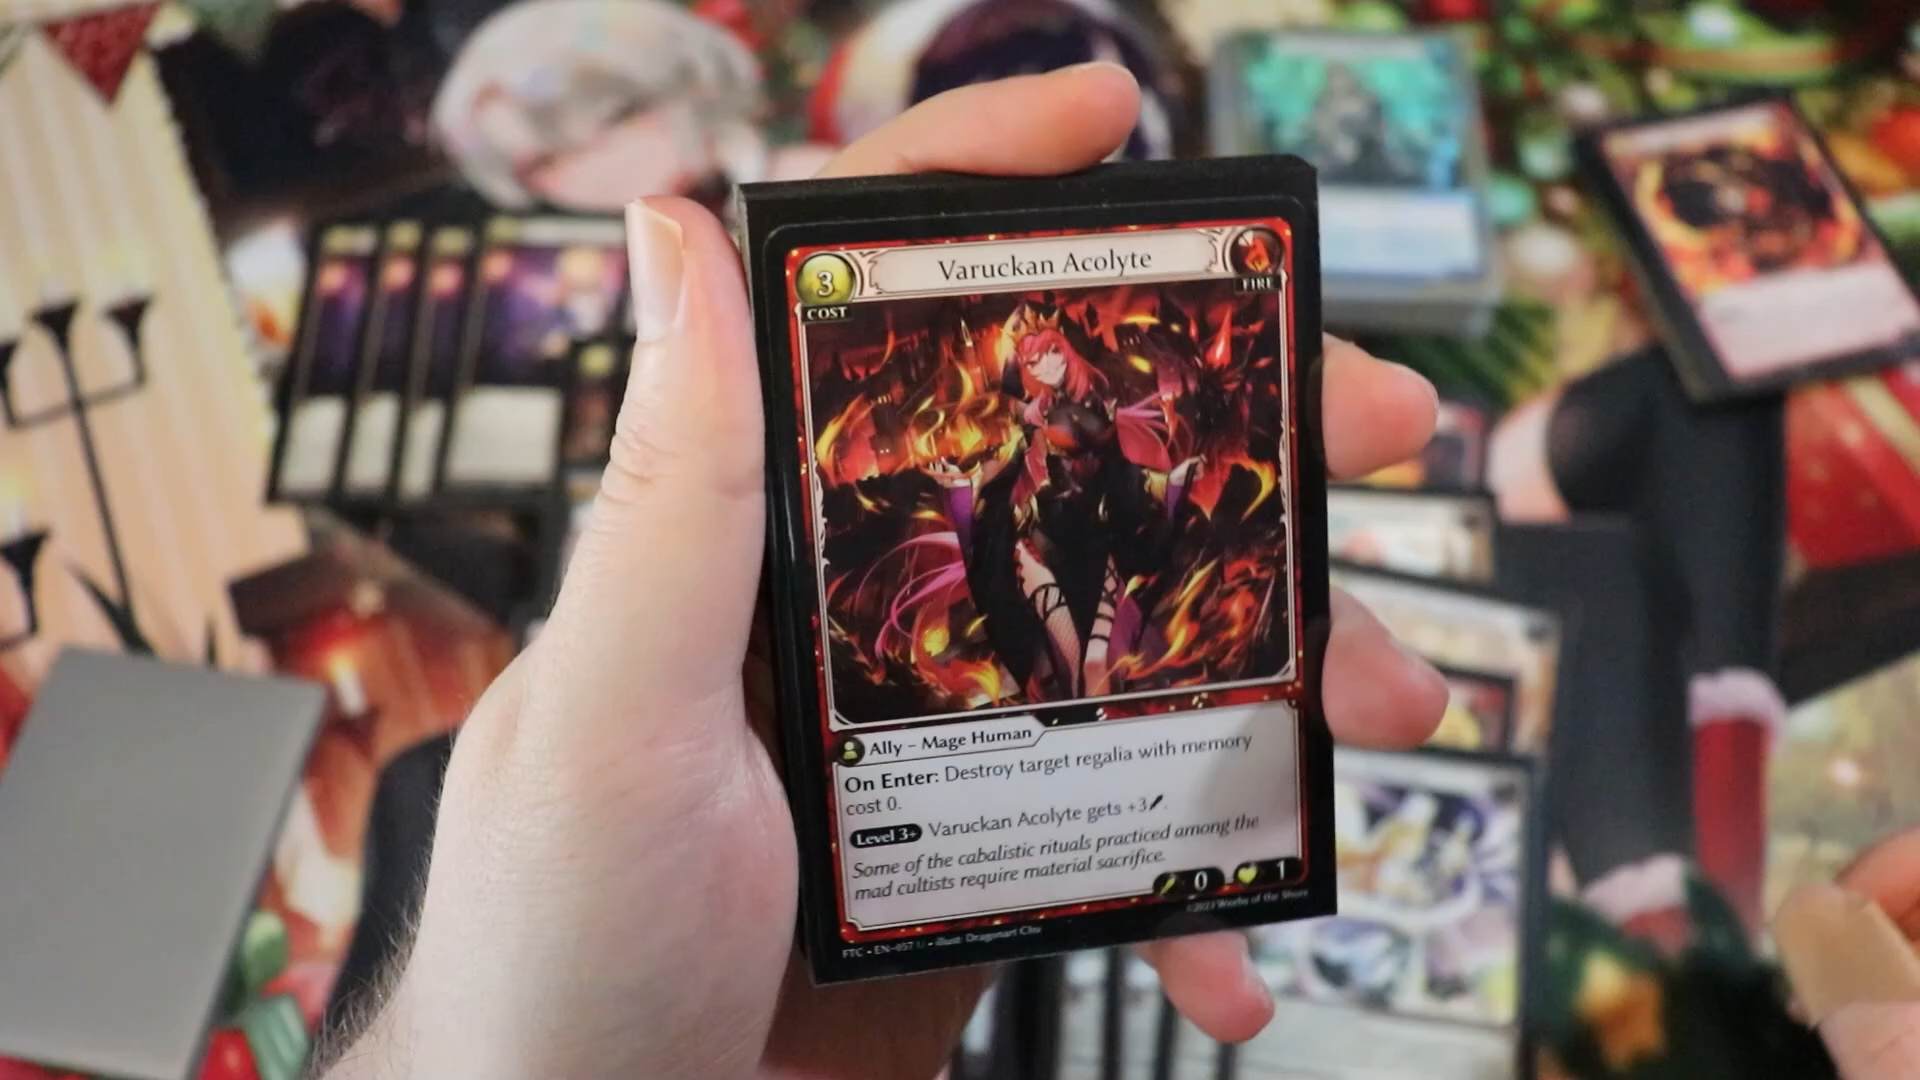 Varuckan Acolyte
3
COST
FIRE
Ally – Mage Human
On Enter: Destroy target regalia with memory
cost 0.
Level 3+ Varuckan Acolyte gets +3
Some of the cabalistic rituals practiced among the
mad cultists require material sacrifice.
0
1
©2023 Weebs of the Shore
FTC • EN-057 U • illust: Dragonart Chu